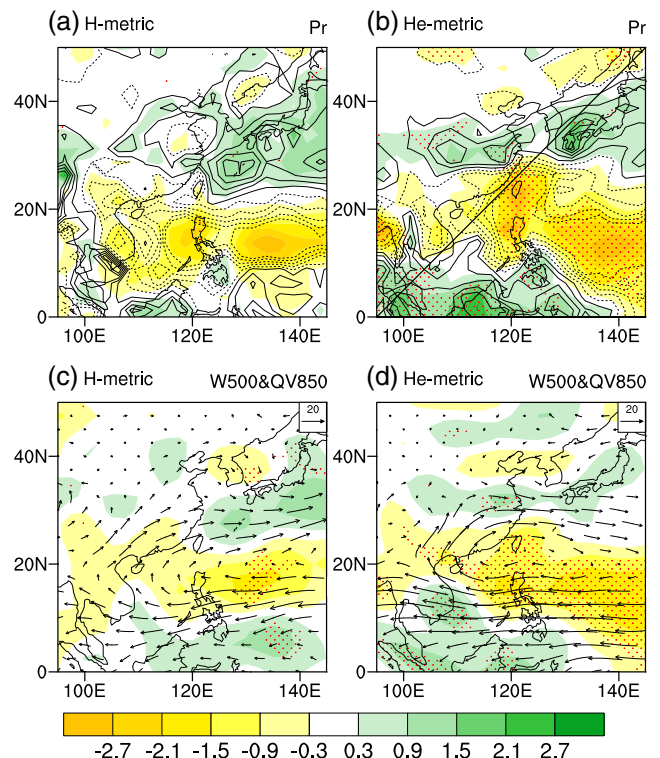 (a) H-metric Pr (b) He-metric Pr
40N 40N
20N 20N
0 0
100E 120E 140E 100E 120E 140E
(c) H-metric W500&QV850 (d) He-metric W500&QV850
20 20
40N 40N
20N 20N
0 0
100E 120E 140E 100E 120E 140E
-2.7 -2.1 -1.5 -0.9 -0.3 0.3 0.9 1.5 2.1 2.7